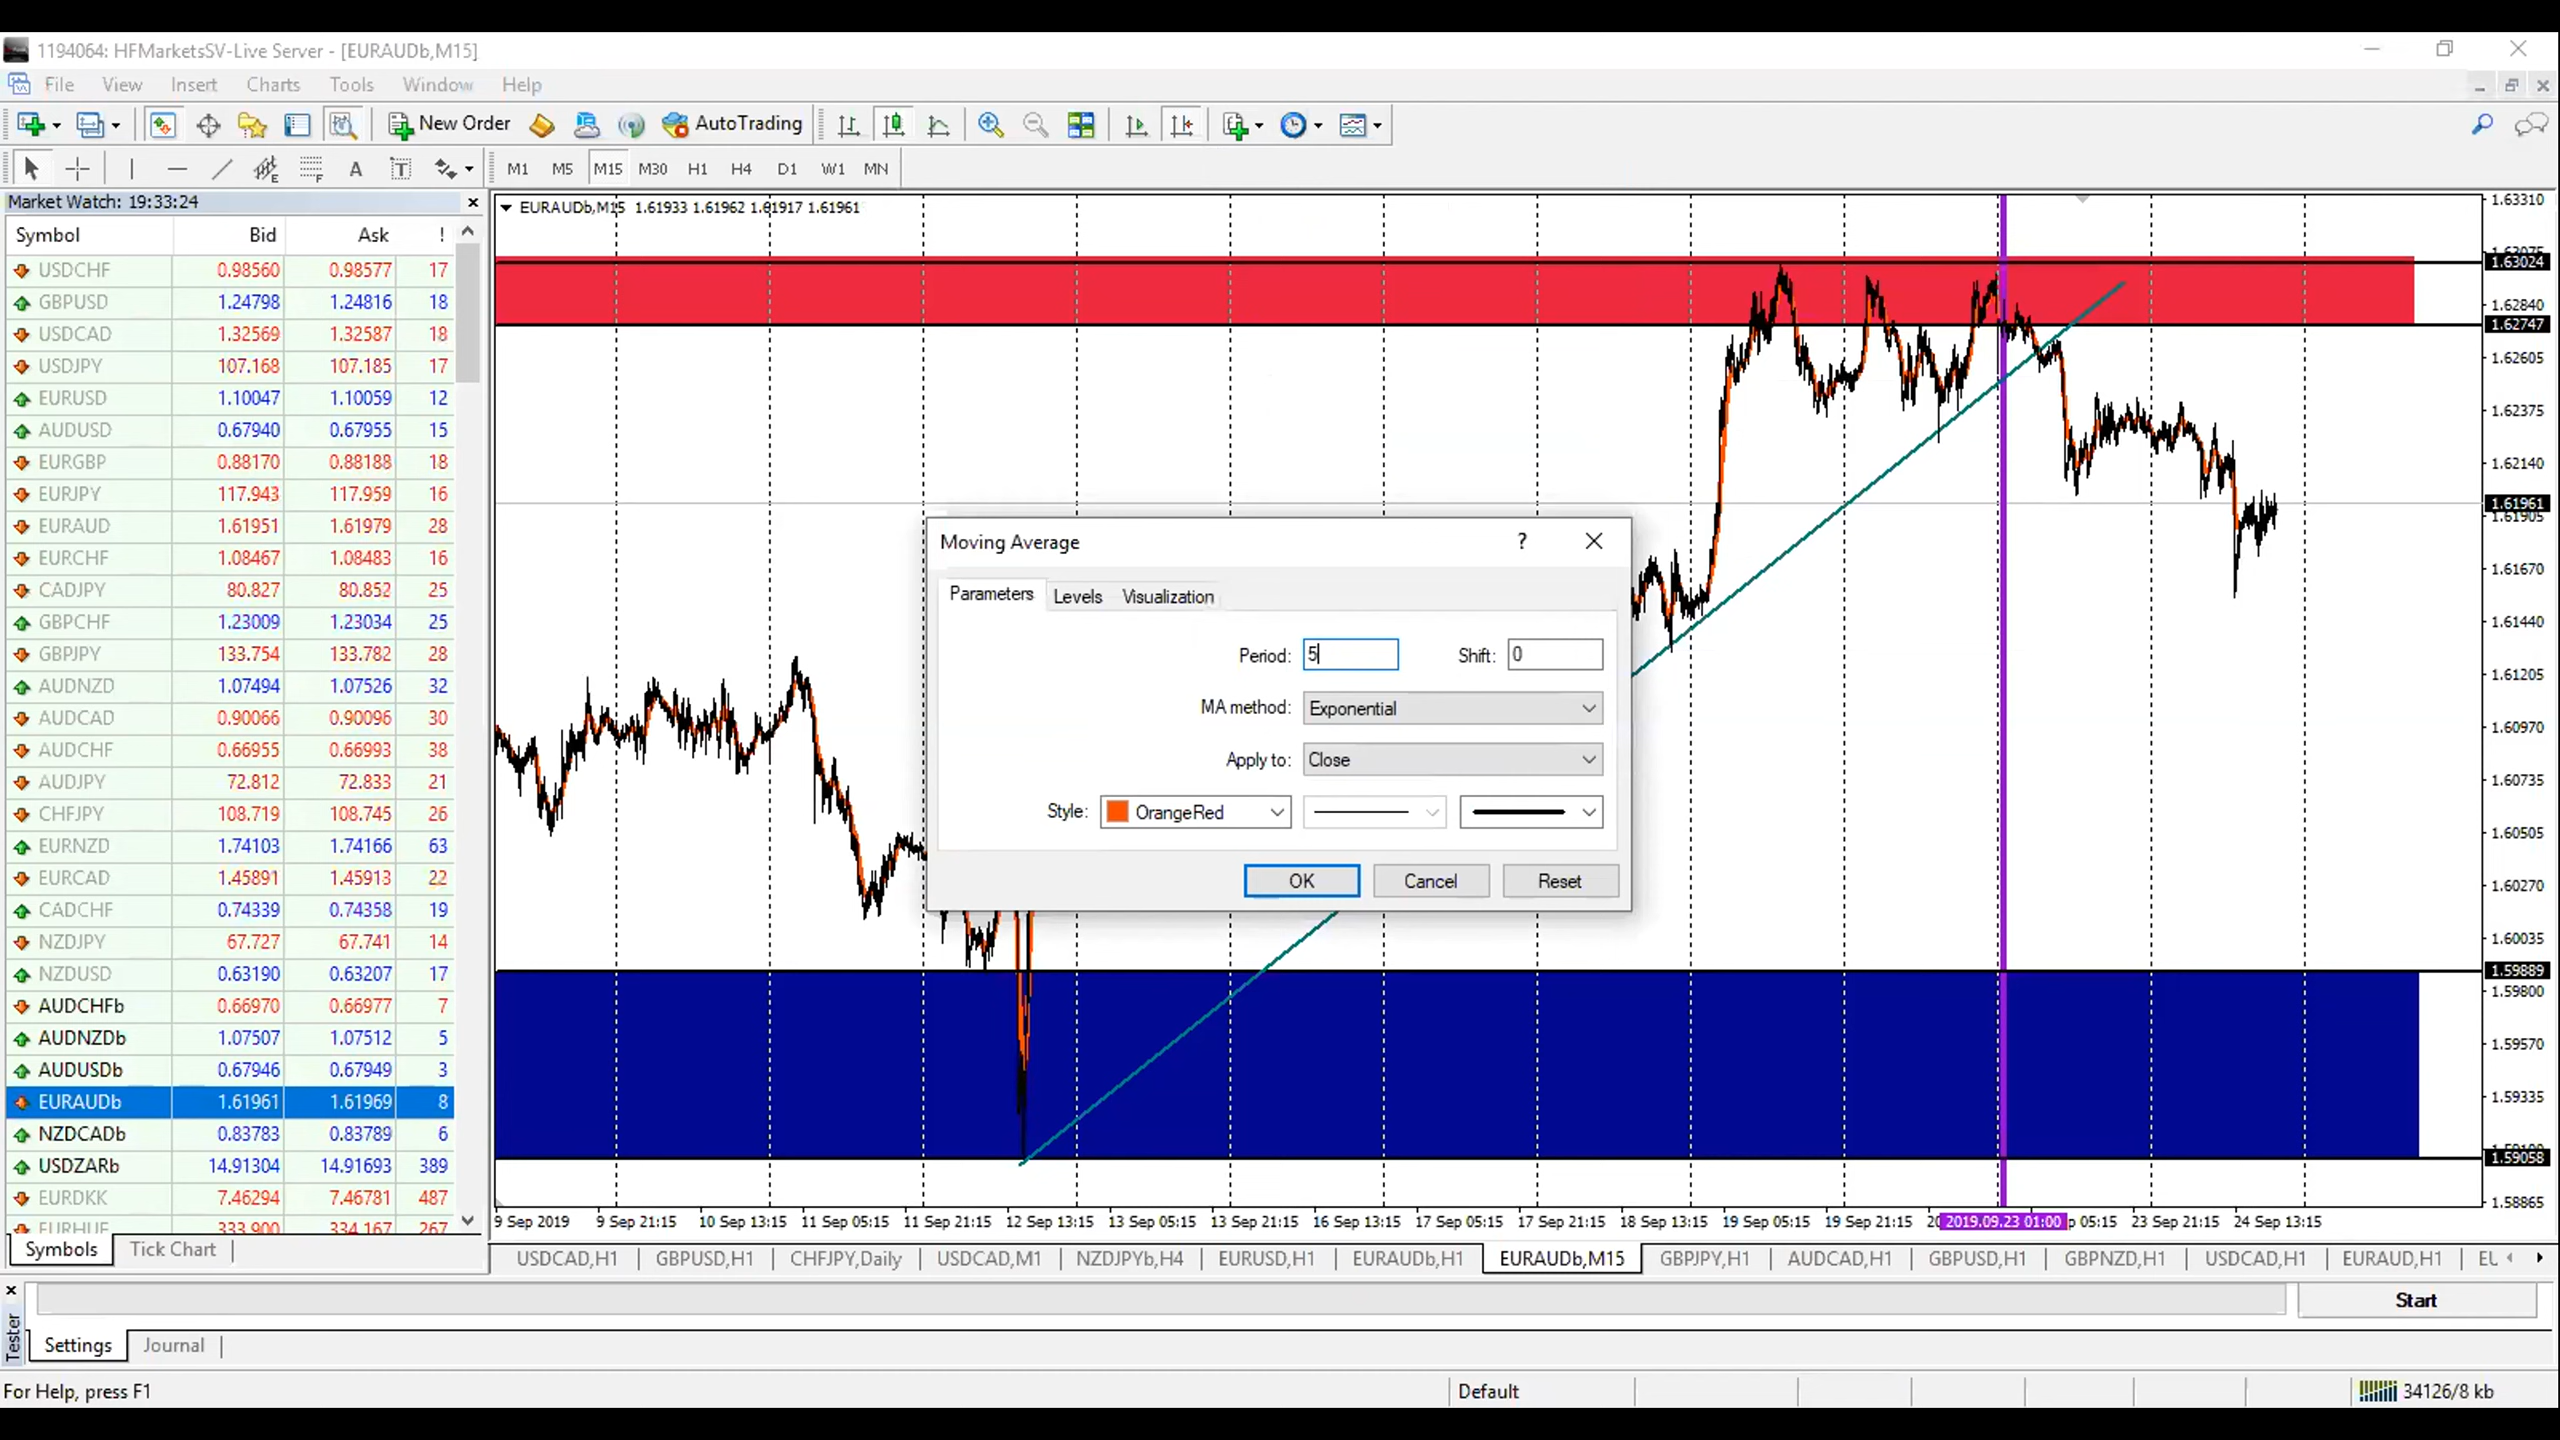 1194064: HFMarketsSV-Live Server - [EURAUDb,M15]
File View Insert Charts Tools Window Help
New Order AutoTrading
A T M1 M5 M15 M30 H1 H4 D1 W1 MN
Market Watch: 19:33:24
Symbol Bid Ask !
USDCHF 0.98560 0.98577 17
GBPUSD 1.24798 1.24816 18
USDCAD 1.32569 1.32587 18
USDJPY 107.168 107.185 17
EURUSD 1.10047 1.10059 12
AUDUSD 0.67940 0.67955 15
EURGBP 0.88170 0.88188 18
EURJPY 117.943 117.959 16
EURAUD 1.61951 1.61979 28
EURCHF 1.08467 1.08483 16
CADJPY 80.827 80.852 25
GBPCHF 1.23009 1.23034 25
GBPJPY 133.754 133.782 28
AUDNZD 1.07494 1.07526 32
AUDCAD 0.90066 0.90096 30
AUDCHF 0.66955 0.66993 38
AUDJPY 72.812 72.833 21
CHFJPY 108.719 108.745 26
EURNZD 1.74103 1.74166 63
EURCAD 1.45891 1.45913 22
CADCHF 0.74339 0.74358 19
NZDJPY 67.727 67.741 14
NZDUSD 0.63190 0.63207 17
AUDCHFb 0.66970 0.66977 7
AUDNZDb 1.07507 1.07512 5
AUDUSDb 0.67946 0.67949 3
EURAUDb 1.61961 1.61969 8
NZDCADb 0.83783 0.83789 6
USDZARb 14.91304 14.91693 389
EURDKK 7.46294 7.46781 487
EURHUF 333.900 334.167 267
Symbols Tick Chart
EURAUDb,M15 1.61933 1.61962 1.61917 1.61961
1.63310
1.63075
1.63024
1.62840
1.62747
1.62605
1.62375
1.62140
1.61961
1.61905
1.61670
1.61440
1.61205
1.60970
1.60735
1.60505
1.60270
1.60035
1.59889
1.59800
1.59570
1.59335
1.59058
1.58865
Moving Average ?
Parameters Levels Visualization
Period: 5 Shift: 0
MA method: Exponential
Apply to: Close
Style: OrangeRed
OK Cancel Reset
9 Sep 2019 9 Sep 21:15 10 Sep 13:15 11 Sep 05:15 11 Sep 21:15 12 Sep 13:15 13 Sep 05:15 13 Sep 21:15 16 Sep 13:15 17 Sep 05:15 17 Sep 21:15 18 Sep 13:15 19 Sep 05:15 19 Sep 21:15 20 2019.09.23 01:00 p 05:15 23 Sep 21:15 24 Sep 13:15
USDCAD,H1 GBPUSD,H1 CHFJPY,Daily USDCAD,M1 NZDJPYb,H4 EURUSD,H1 EURAUDb,H1 EURAUDb,M15 GBPJPY,H1 AUDCAD,H1 GBPUSD,H1 GBPNZD,H1 USDCAD,H1 EURAUD,H1 EU
Start
Tester
Settings Journal
For Help, press F1 Default 34126/8 kb